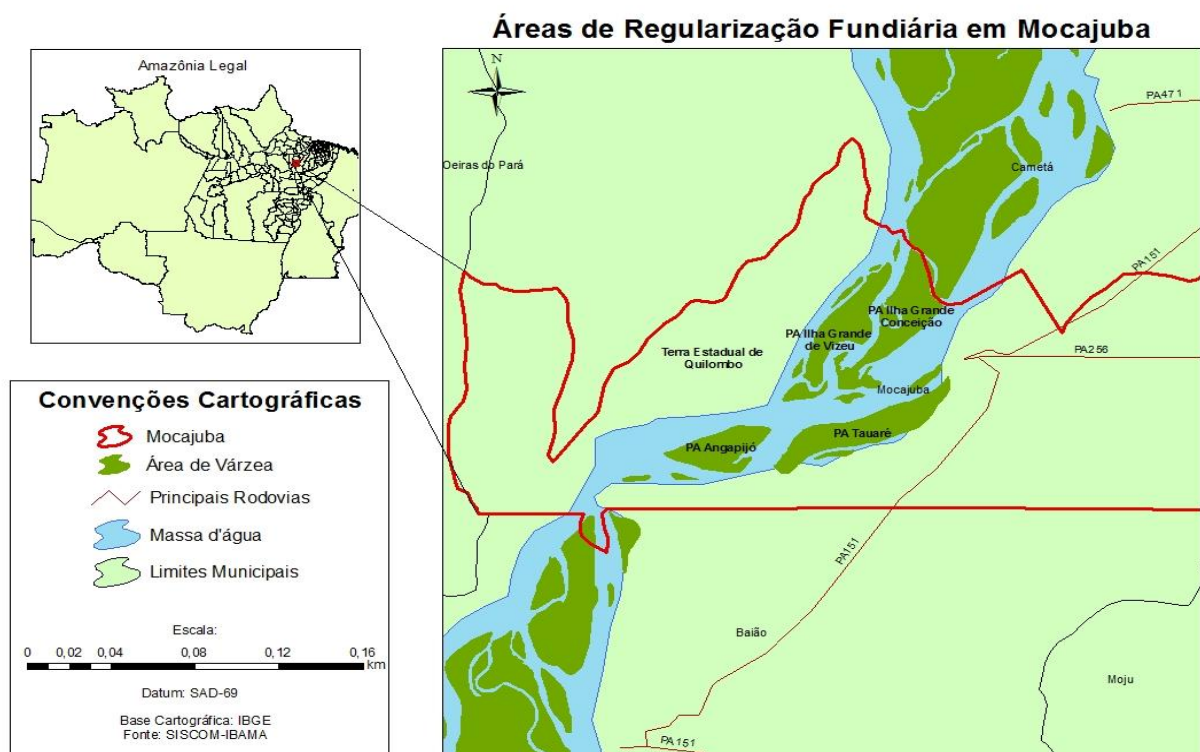 Áreas de Regularização Fundiária em Mocajuba
Amazônia Legal
N
PA471
Oeiras do Pará
Cametá
PA151
PA Ilha Grande
Conceição
PA Ilha Grande
de Vizeu
Terra Estadual de
Quilombo
PA256
Mocajuba
PA Tauaré
PA Angapijó
PA151
Baião
Moju
PA151
Convenções Cartográficas
Mocajuba
Área de Várzea
Principais Rodovias
Massa d'água
Limites Municipais
Escala:
0 0,02 0,04 0,08 0,12 0,16
km
Datum: SAD-69
Base Cartográfica: IBGE
Fonte: SISCOM-IBAMA